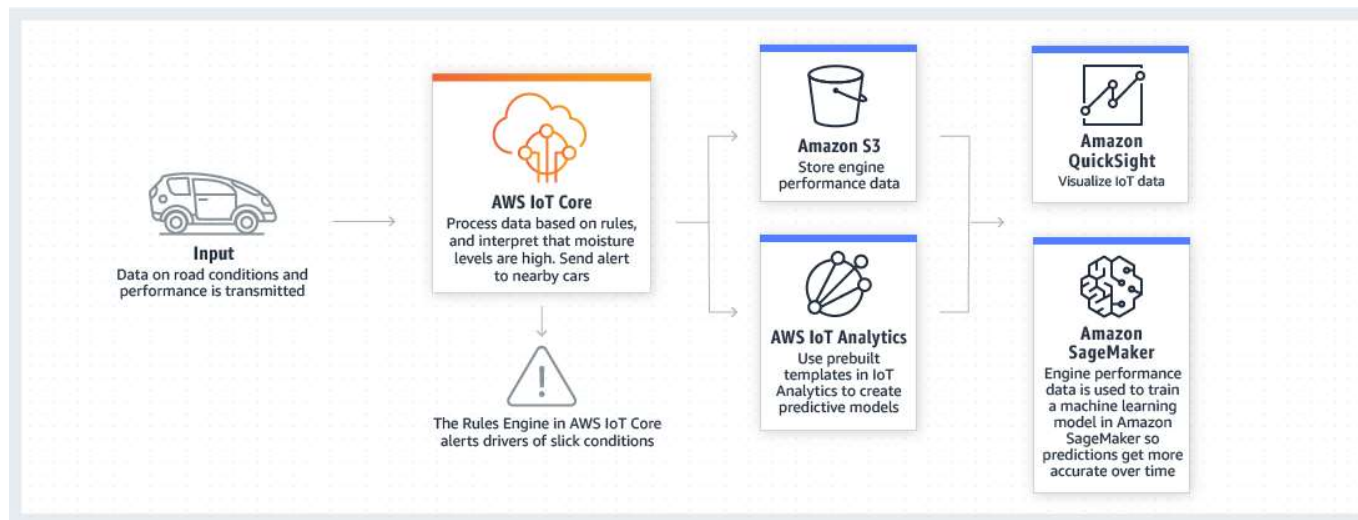 Input
Data on road conditions and
performance is transmitted
AWS IoT Core
Process data based on rules,
and interpret that moisture
levels are high. Send alert
to nearby cars
The Rules Engine in AWS IoT Core
alerts drivers of slick conditions
Amazon S3
Store engine
performance data
AWS IoT Analytics
Use prebuilt
templates in IoT
Analytics to create
predictive models
Amazon
QuickSight
Visualize IoT data
Amazon
SageMaker
Engine performance
data is used to train
a machine learning
model in Amazon
SageMaker so
predictions get more
accurate over time